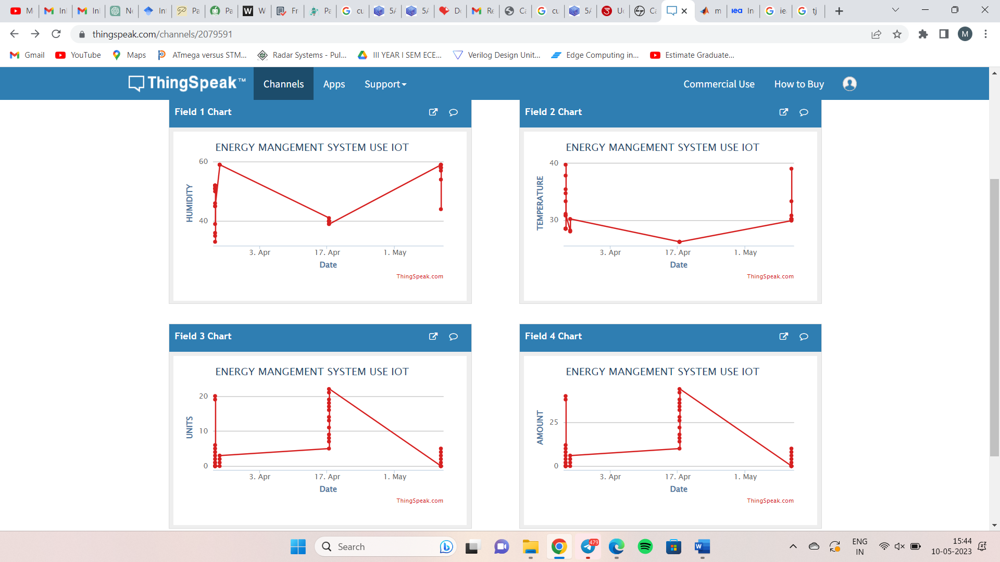 M
In
In
Ne
In
Pa
Pa
W
Fr
Pa
cu
5A
5A
D
Re
Ca
cu
5A
Ca
m
In
ie
tj
thingspeak.com/channels/2079591
M
Gmail
YouTube
Maps
ATmega versus STM...
Radar Systems - Pul...
III YEAR I SEM ECE...
Verilog Design Unit...
Edge Computing in...
Estimate Graduate...
ThingSpeak™
Channels
Apps
Support
Commercial Use
How to Buy
Field 1 Chart
ENERGY MANGEMENT SYSTEM USE IOT
HUMIDITY
60
40
3. Apr
17. Apr
1. May
Date
ThingSpeak.com
Field 2 Chart
ENERGY MANGEMENT SYSTEM USE IOT
TEMPERATURE
40
30
3. Apr
17. Apr
1. May
Date
ThingSpeak.com
Field 3 Chart
ENERGY MANGEMENT SYSTEM USE IOT
UNITS
20
10
0
3. Apr
17. Apr
1. May
Date
ThingSpeak.com
Field 4 Chart
ENERGY MANGEMENT SYSTEM USE IOT
AMOUNT
25
0
3. Apr
17. Apr
1. May
Date
ThingSpeak.com
Search
479
ENG
IN
15:44
10-05-2023